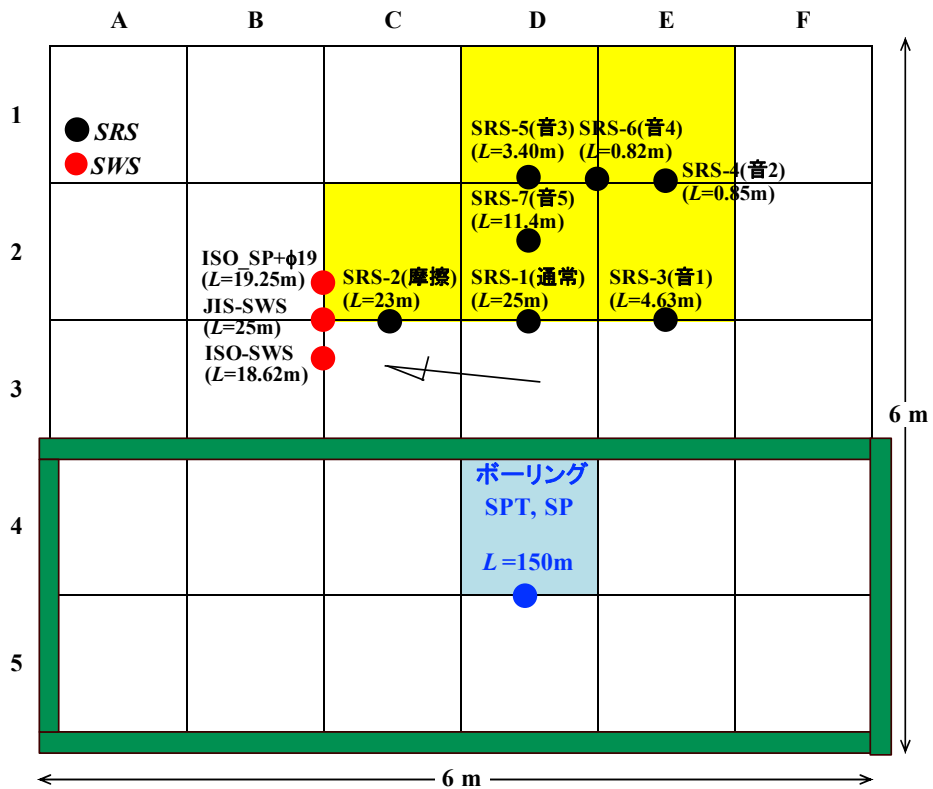 A B C D E F
1
SRS
SWS
SRS-5(音3)
(L=3.40m)
SRS-6(音4)
(L=0.82m)
SRS-4(音2)
(L=0.85m)
2
SRS-7(音5)
(L=11.4m)
ISO_SP+ϕ19
(L=19.25m)
JIS-SWS
(L=25m)
ISO-SWS
(L=18.62m)
SRS-2(摩擦)
(L=23m)
SRS-1(通常)
(L=25m)
SRS-3(音1)
(L=4.63m)
3
6 m
4
ボーリング
SPT, SP
L=150m
5
6 m